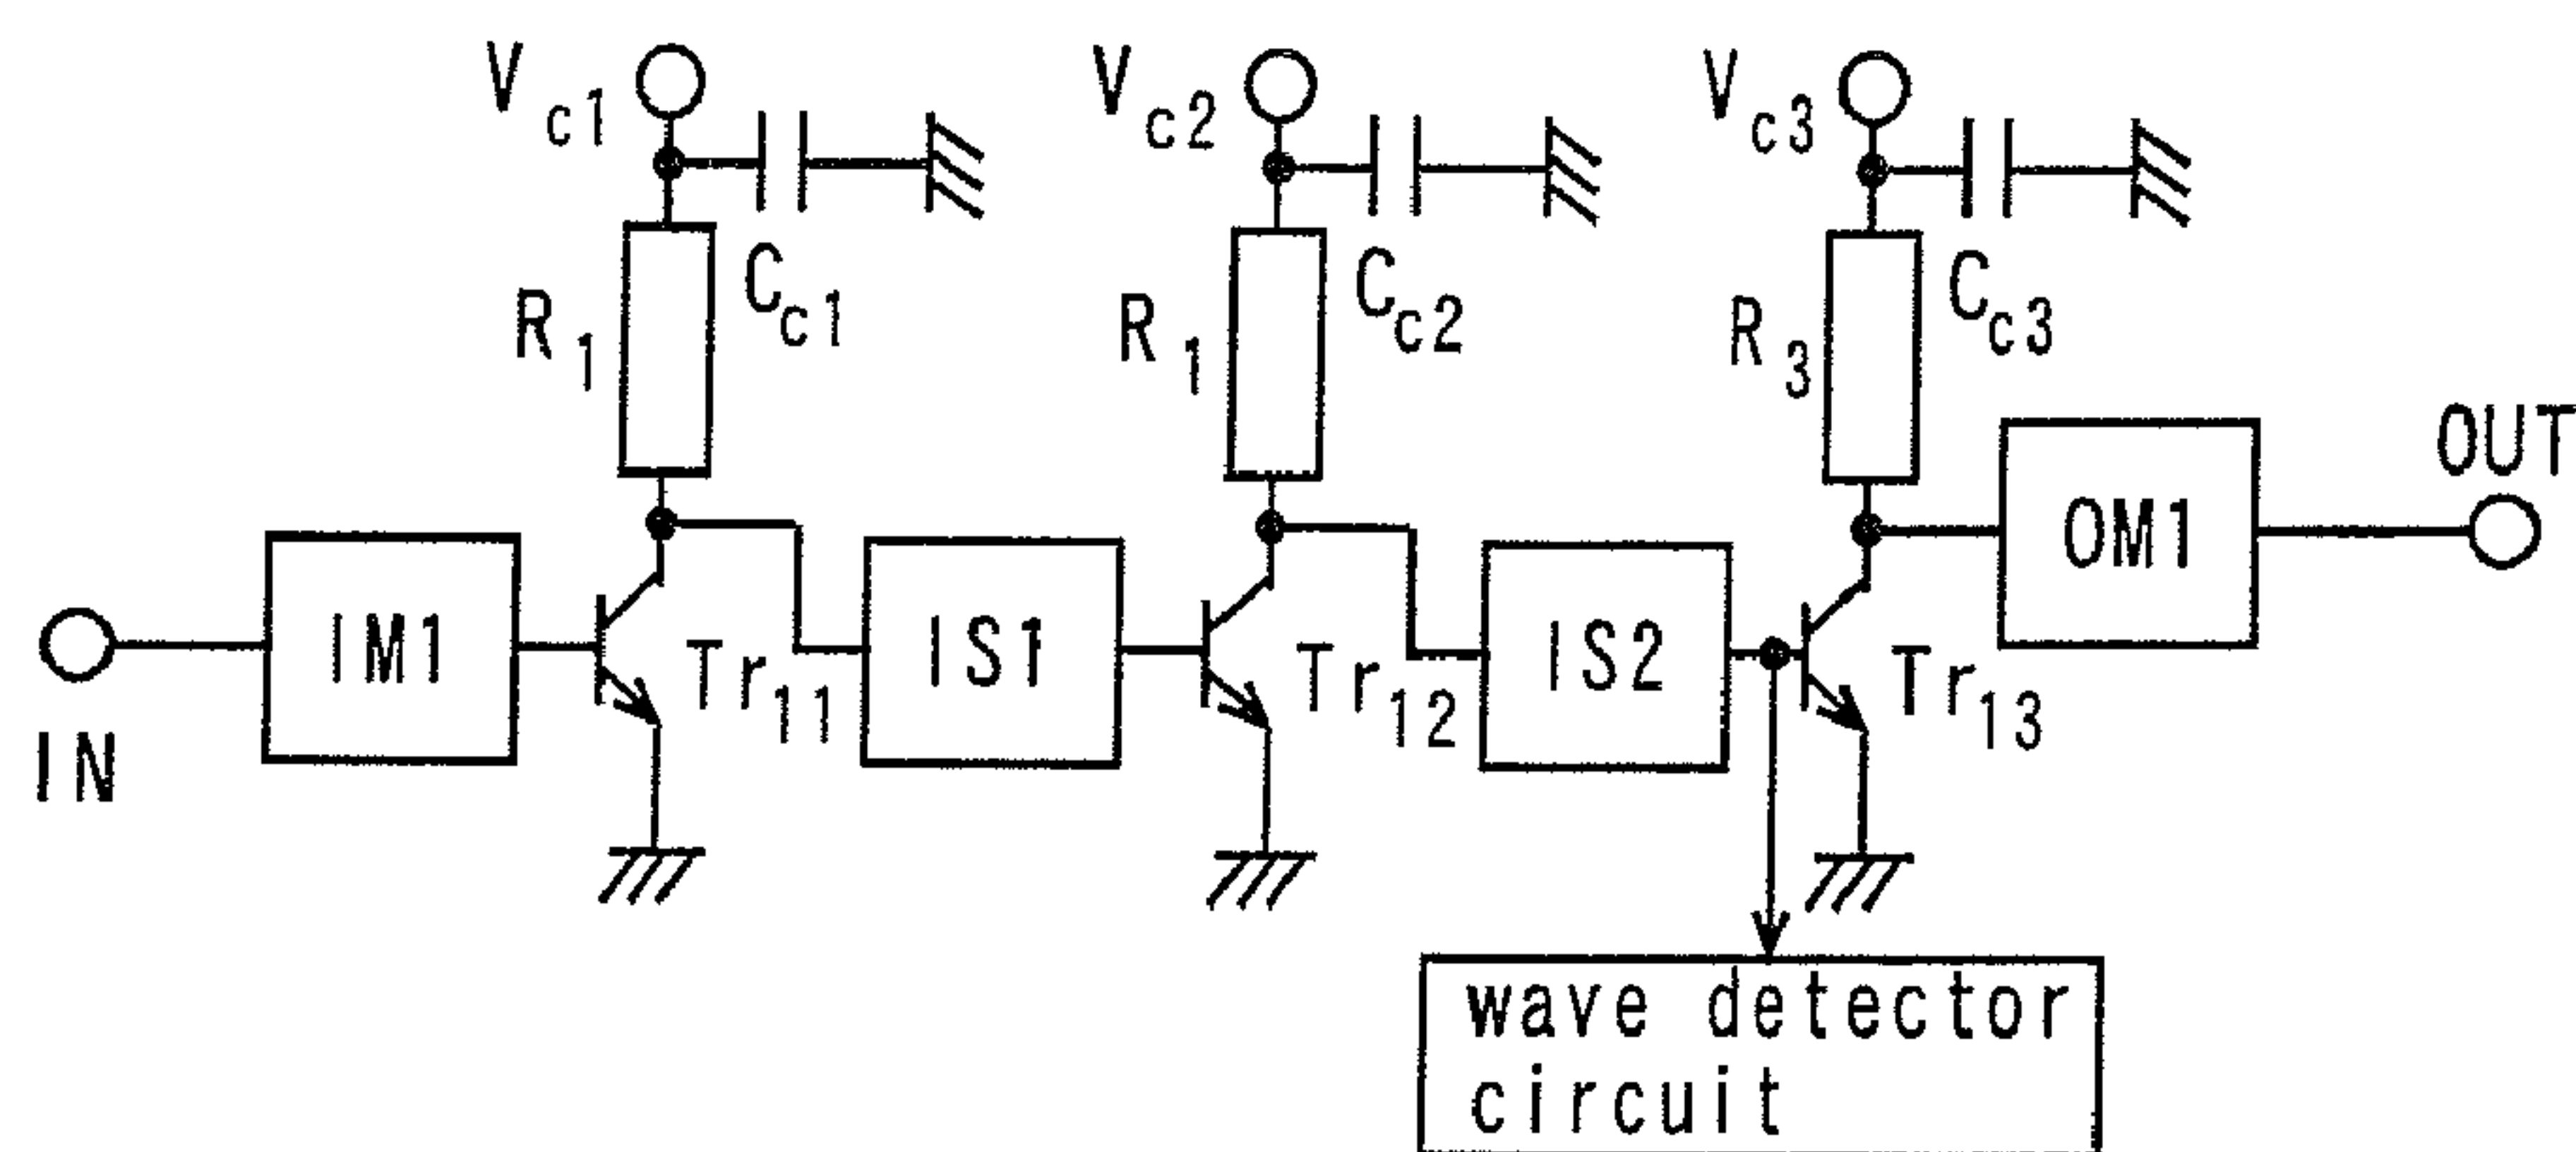 Vc1
Vc2
Vc3
R1
Cc1
R1
Cc2
R3
Cc3
OUT
IN
IM1
Tr11
IS1
Tr12
IS2
Tr13
OM1
wave detector
circuit